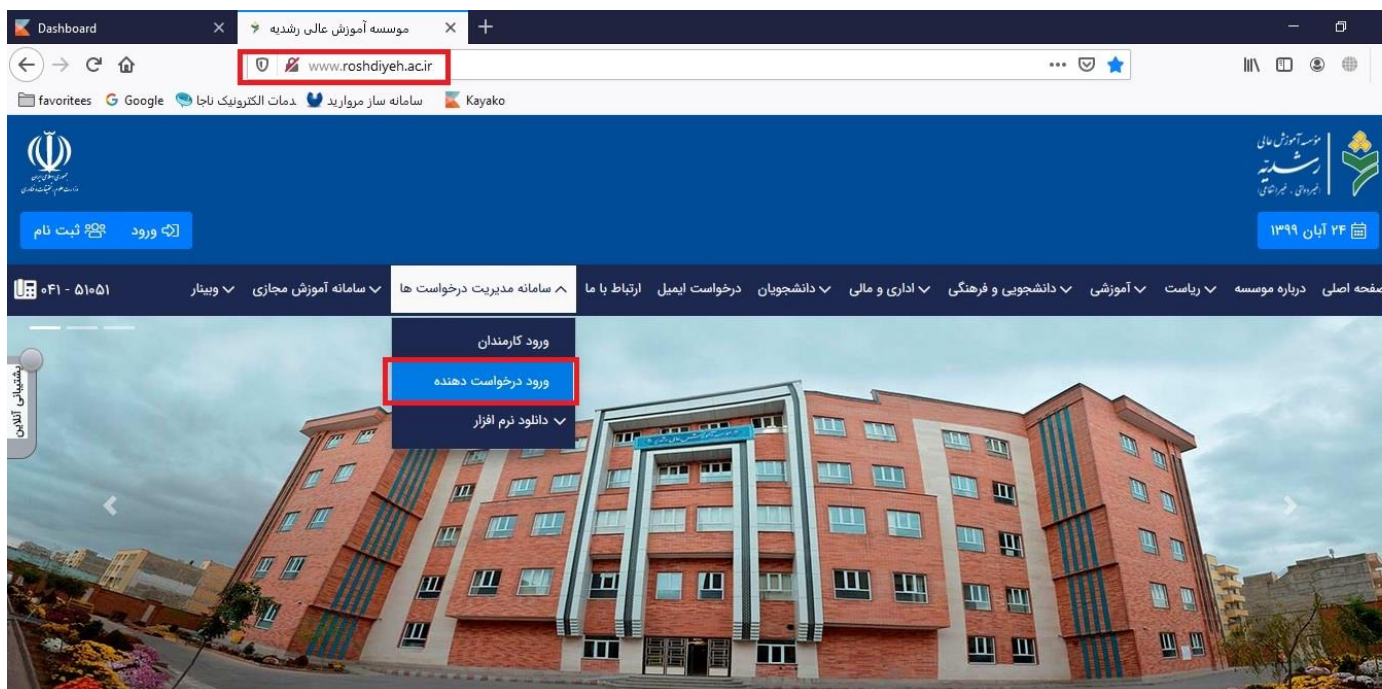 Dashboard
موسسه آموزش عالی رشدیه
www.roshdiyeh.ac.ir
favoritees
Google
خدمات الکترونیک ناجا
سامانه ساز مروارید
Kayako
موسسه آموزش عالی
رشدیه
(غیردولتی - غیرانتفاعی)
۲۴ آبان ۱۳۹۹
ورود
ثبت نام
صفحه اصلی
درباره موسسه
ریاست
آموزشی
اداری و مالی
دانشجویی و فرهنگی
دانشجویان
درخواست ایمیل
ارتباط با ما
سامانه مدیریت درخواست ها
سامانه آموزش مجازی
وبینار
۰۴۱ - ۵۱۰۵۱
ورود کارمندان
ورود درخواست دهنده
دانلود نرم افزار
پشتیبانی آنلاین